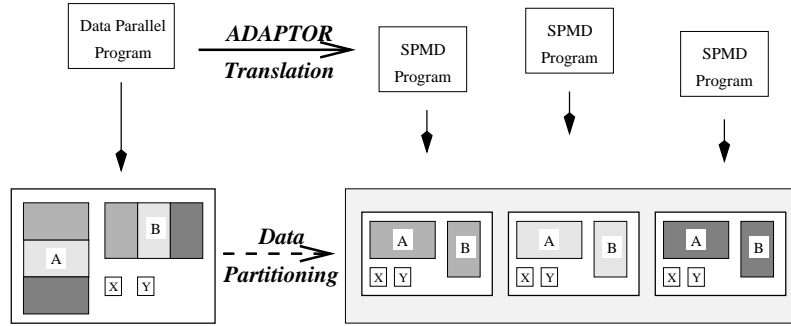 Data Parallel
Program
ADAPTOR
Translation
SPMD
Program
SPMD
Program
SPMD
Program
A
B
X
Y
Data
Partitioning
A
B
X
Y
A
B
X
Y
A
B
X
Y